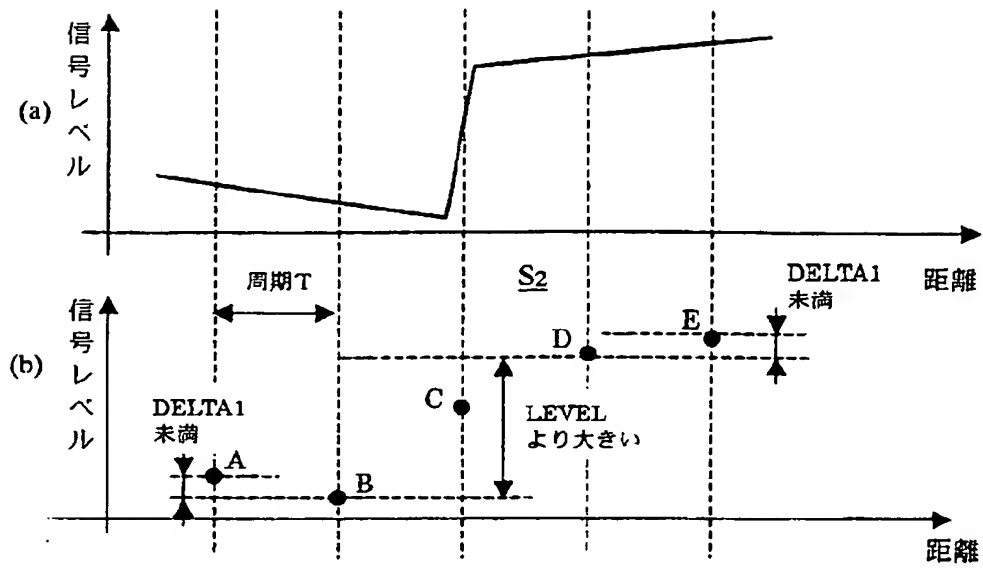 (a)
信号レベル
距離
周期T
S2
DELTA1
未満
(b)
信号レベル
DELTA1
未満
A
B
C
D
E
LEVEL
より大きい
距離